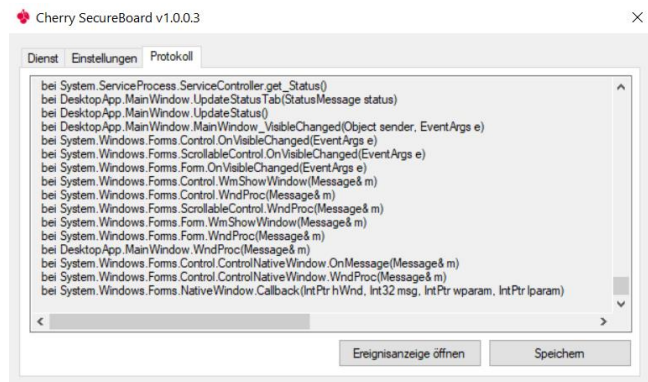 Cherry SecureBoard v1.0.0.3
Dienst Einstellungen Protokoll
bei System.ServiceProcess.ServiceController.get_Status()
bei DesktopApp.MainWindow.UpdateStatusTab(StatusMessage status)
bei DesktopApp.MainWindow.UpdateStatus()
bei DesktopApp.MainWindow.MainWindow_VisibleChanged(Object sender, EventArgs e)
bei System.Windows.Forms.Control.OnVisibleChanged(EventArgs e)
bei System.Windows.Forms.ScrollableControl.OnVisibleChanged(EventArgs e)
bei System.Windows.Forms.Form.OnVisibleChanged(EventArgs e)
bei System.Windows.Forms.Control.WmShowWindow(Message& m)
bei System.Windows.Forms.Control.WndProc(Message& m)
bei System.Windows.Forms.ScrollableControl.WndProc(Message& m)
bei System.Windows.Forms.Form.WmShowWindow(Message& m)
bei System.Windows.Forms.Form.WndProc(Message& m)
bei DesktopApp.MainWindow.WndProc(Message& m)
bei System.Windows.Forms.Control.ControlNativeWindow.OnMessage(Message& m)
bei System.Windows.Forms.Control.ControlNativeWindow.WndProc(Message& m)
bei System.Windows.Forms.NativeWindow.Callback(IntPtr hWnd, Int32 msg, IntPtr wparam, IntPtr lparam)
Ereignisanzeige öffnen Speichern